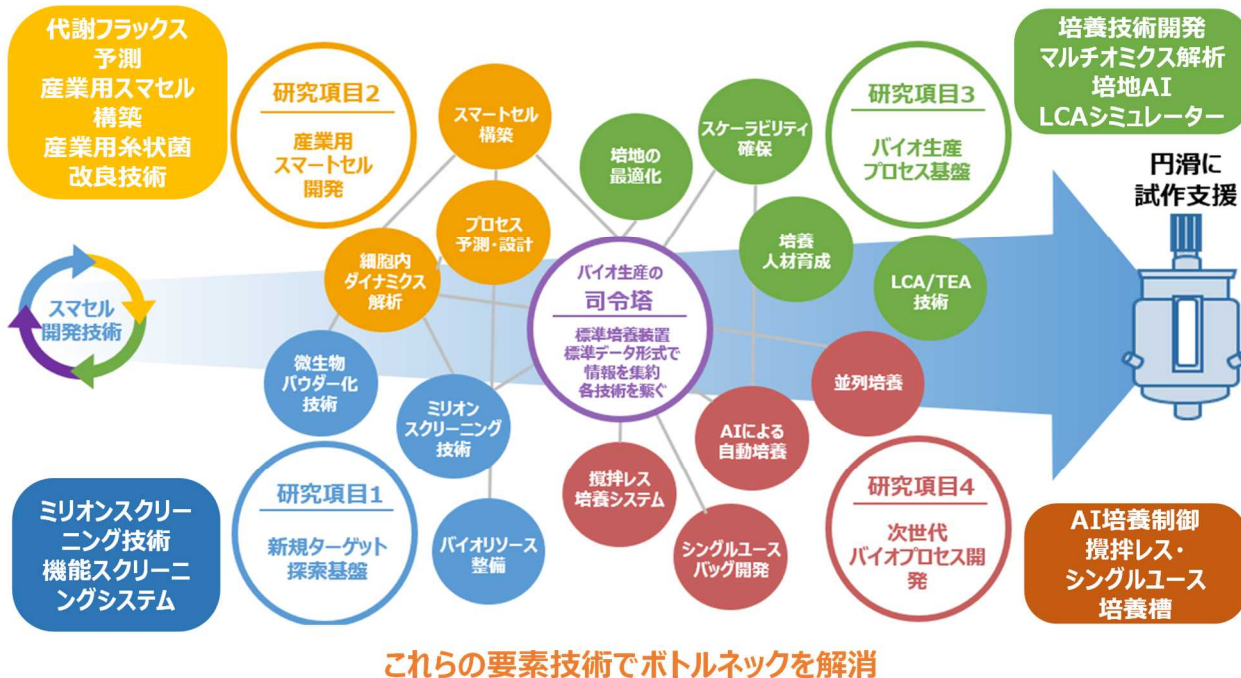 代謝フラックス
予測
産業用スマセル
構築
産業用糸状菌
改良技術
研究項目2
産業用
スマートセル
開発
スマートセル
構築
プロセス
予測・設計
細胞内
ダイナミクス
解析
培地の
最適化
スケーラビリティ
確保
培養
人材育成
LCA/TEA
技術
研究項目3
バイオ生産
プロセス基盤
培養技術開発
マルチオミクス解析
培地AI
LCAシミュレーター
円滑に
試作支援
スマセル
開発技術
バイオ生産の
司令塔
標準培養装置
標準データ形式で
情報を集約
各技術を繋ぐ
微生物
パウダー化
技術
ミリオン
スクリーニング
技術
バイオリソース
整備
研究項目1
新規ターゲット
探索基盤
ミリオンスクリー
ニング技術
機能スクリーニ
ングシステム
並列培養
AIによる
自動培養
攪拌レス
培養システム
シングルユース
バッグ開発
研究項目4
次世代
バイオプロセス開
発
AI培養制御
攪拌レス・
シングルユース
培養槽
これらの要素技術でボトルネックを解消